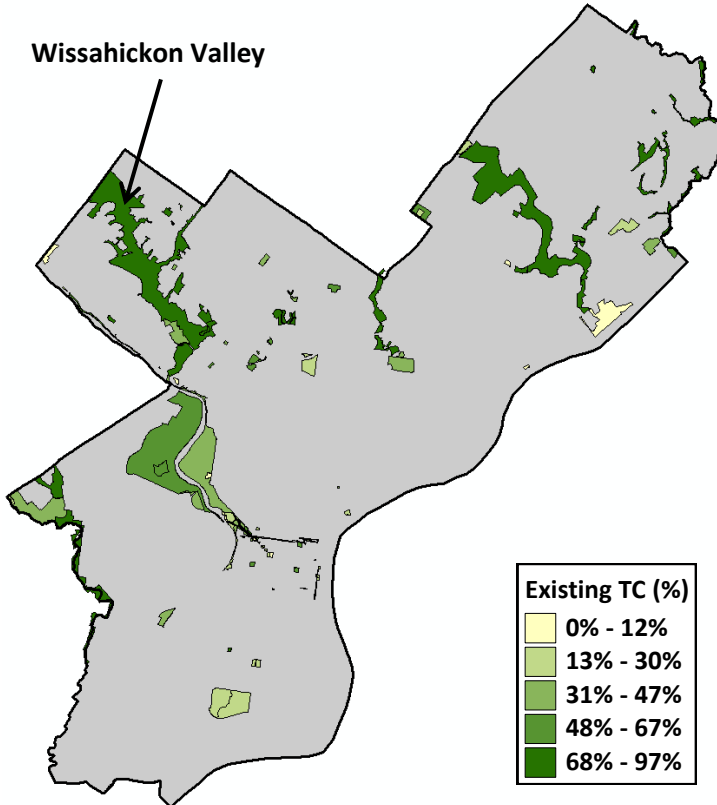 Wissahickon Valley
Existing TC (%)
0% - 12%
13% - 30%
31% - 47%
48% - 67%
68% - 97%